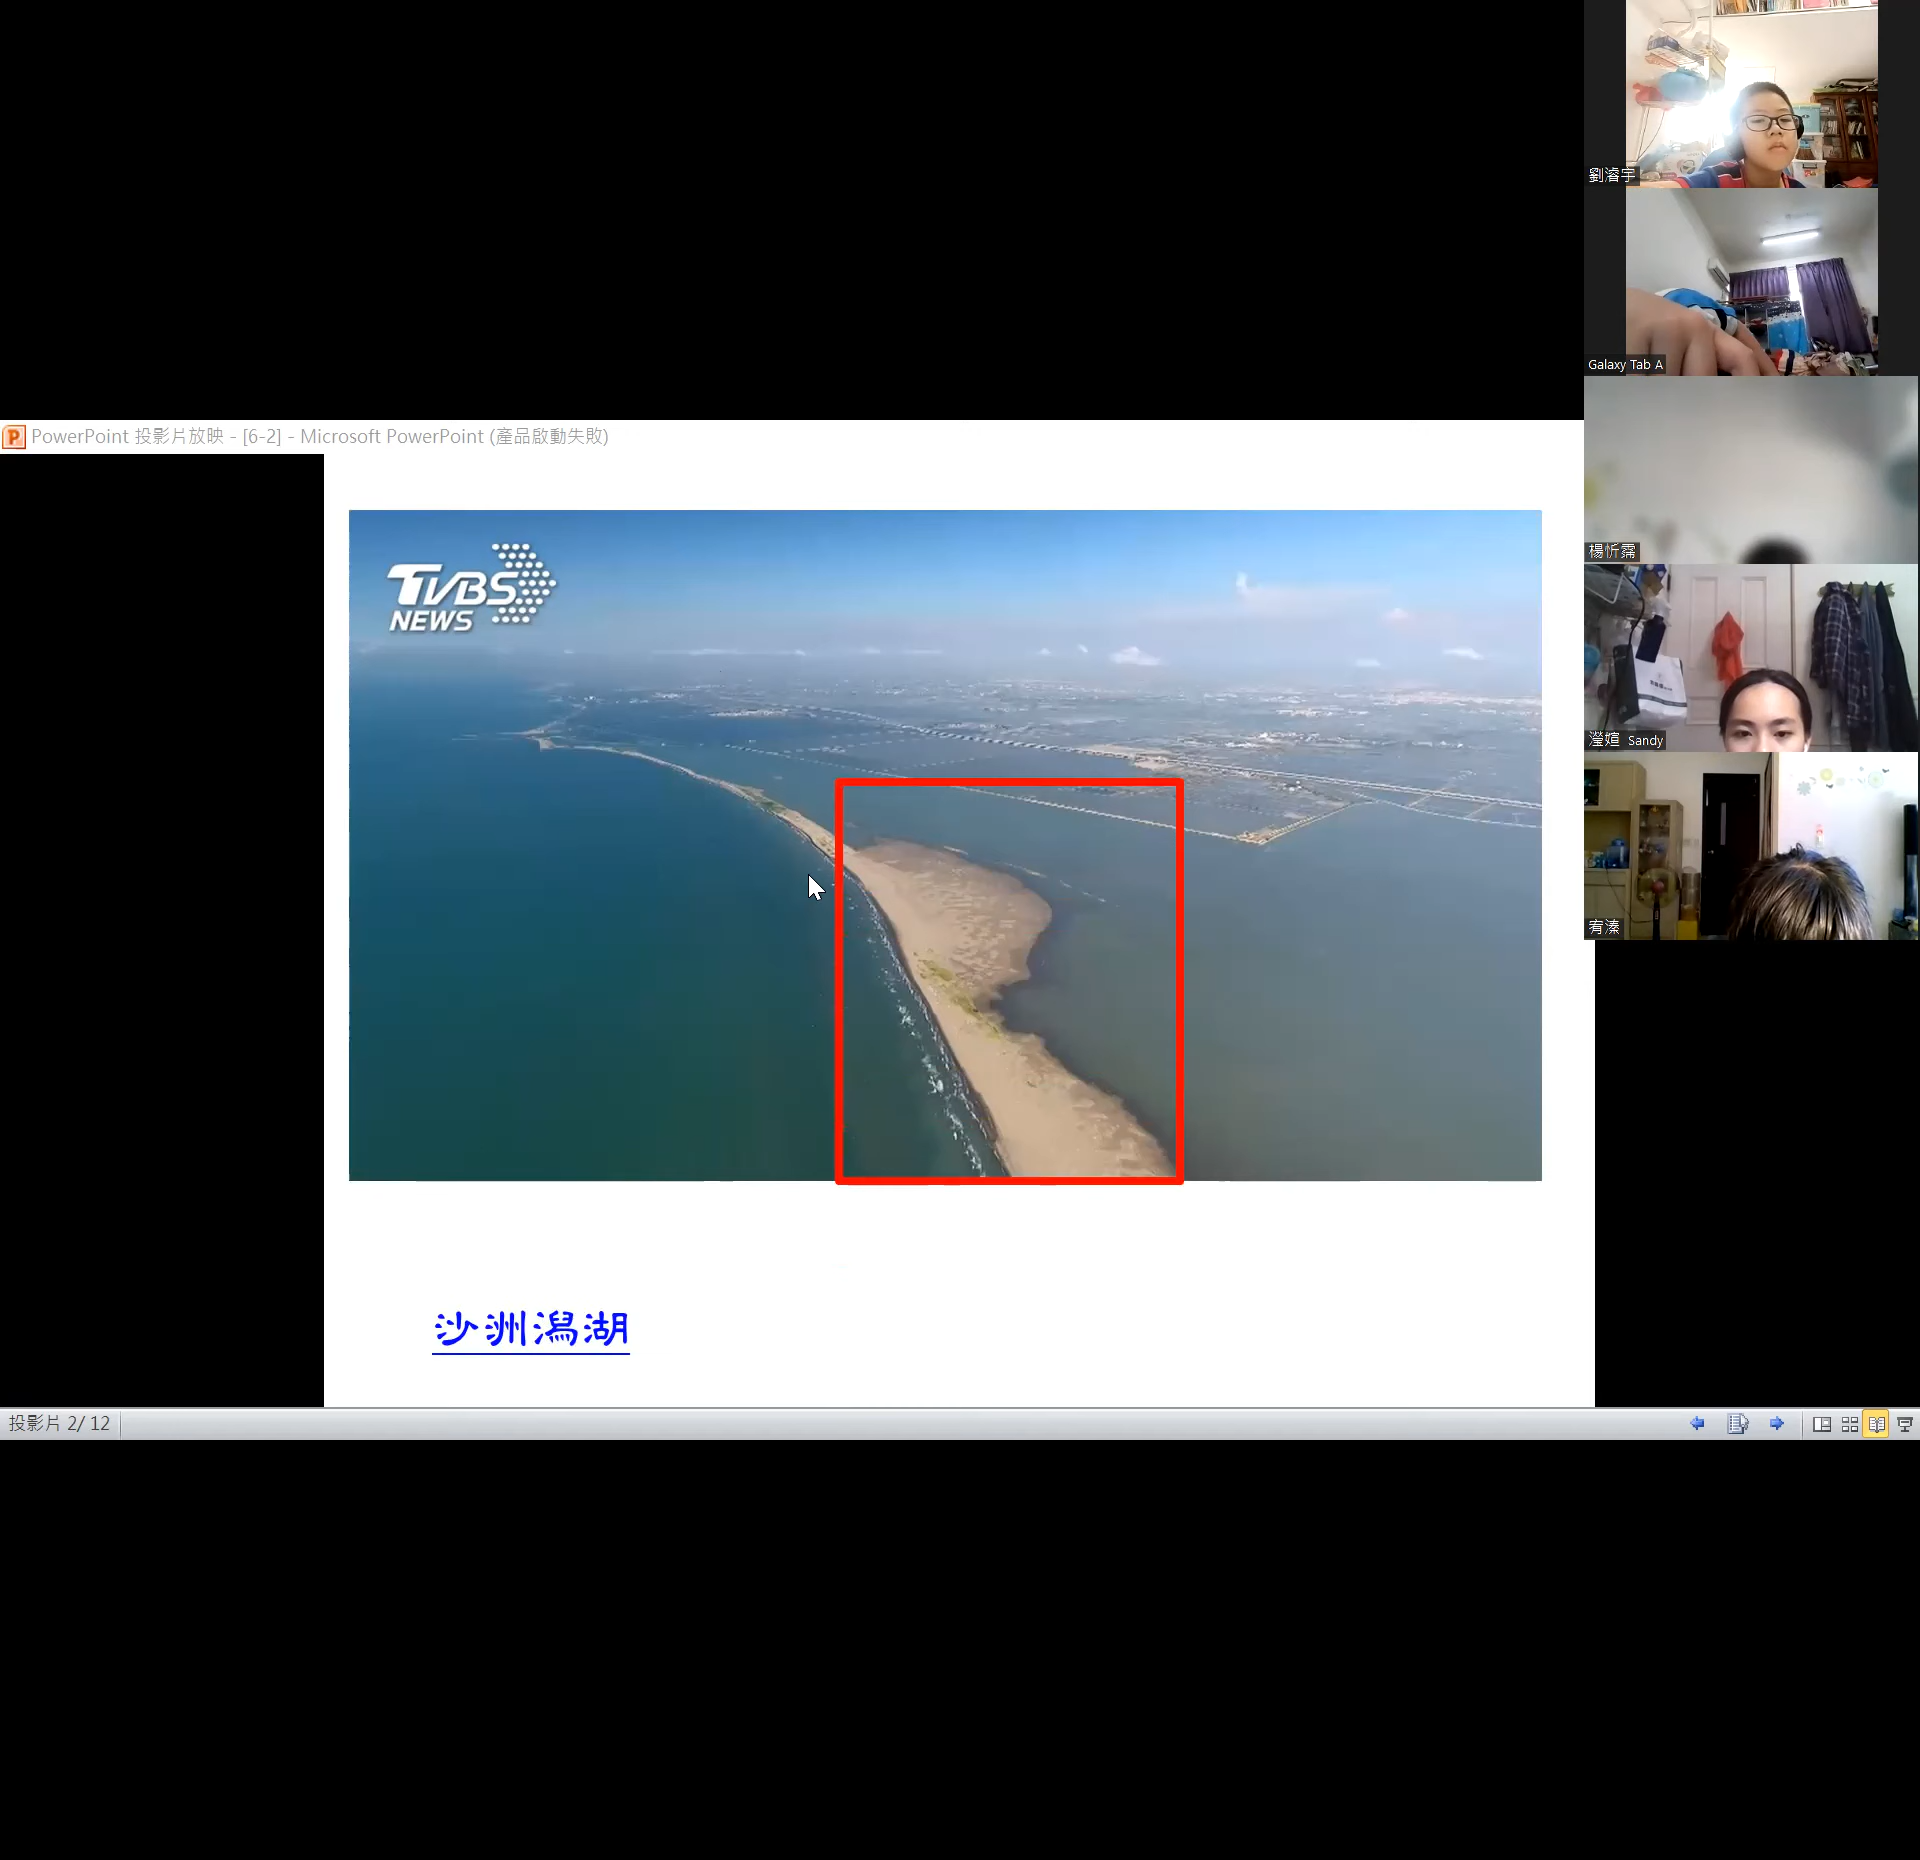 劉濬宇
Galaxy Tab A
楊忻霈
瀅媗 Sandy
宥溱
PowerPoint 投影片放映 - [6-2] - Microsoft PowerPoint (產品啟動失敗)
TVBS
NEWS
沙洲潟湖
投影片 2/ 12